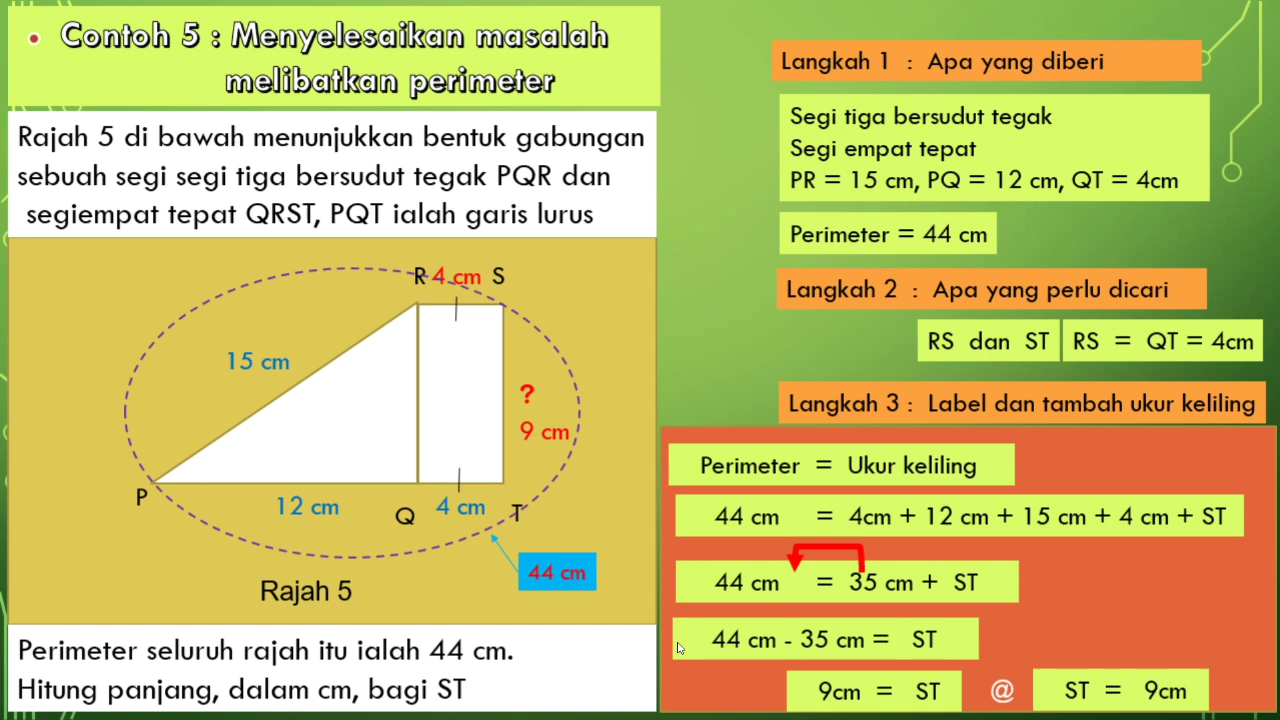 Contoh 5 : Menyelesaikan masalah
melibatkan perimeter
Rajah 5 di bawah menunjukkan bentuk gabungan
sebuah segi segi tiga bersudut tegak PQR dan
segiempat tepat QRST, PQT ialah garis lurus
R 4 cm S
15 cm
?
9 cm
P
12 cm
Q
4 cm
T
44 cm
Rajah 5
Perimeter seluruh rajah itu ialah 44 cm.
Hitung panjang, dalam cm, bagi ST
Langkah 1 : Apa yang diberi
Segi tiga bersudut tegak
Segi empat tepat
PR = 15 cm, PQ = 12 cm, QT = 4cm
Perimeter = 44 cm
Langkah 2 : Apa yang perlu dicari
RS dan ST
RS = QT = 4cm
Langkah 3 : Label dan tambah ukur keliling
Perimeter = Ukur keliling
44 cm = 4cm + 12 cm + 15 cm + 4 cm + ST
44 cm = 35 cm + ST
44 cm - 35 cm = ST
9cm = ST @ ST = 9cm